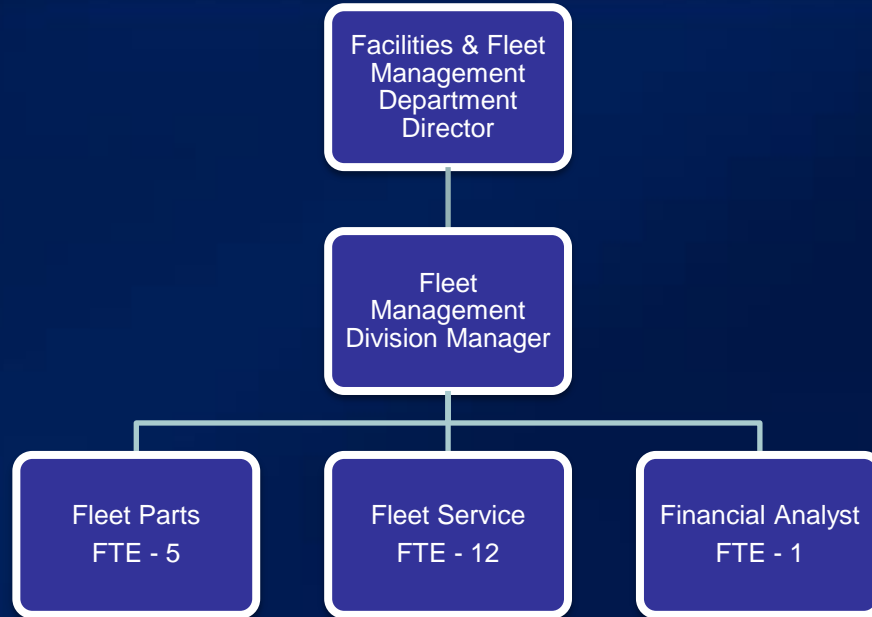 Facilities & Fleet
Management
Department
Director
Fleet
Management
Division Manager
Fleet Parts
FTE - 5
Fleet Service
FTE - 12
Financial Analyst
FTE - 1